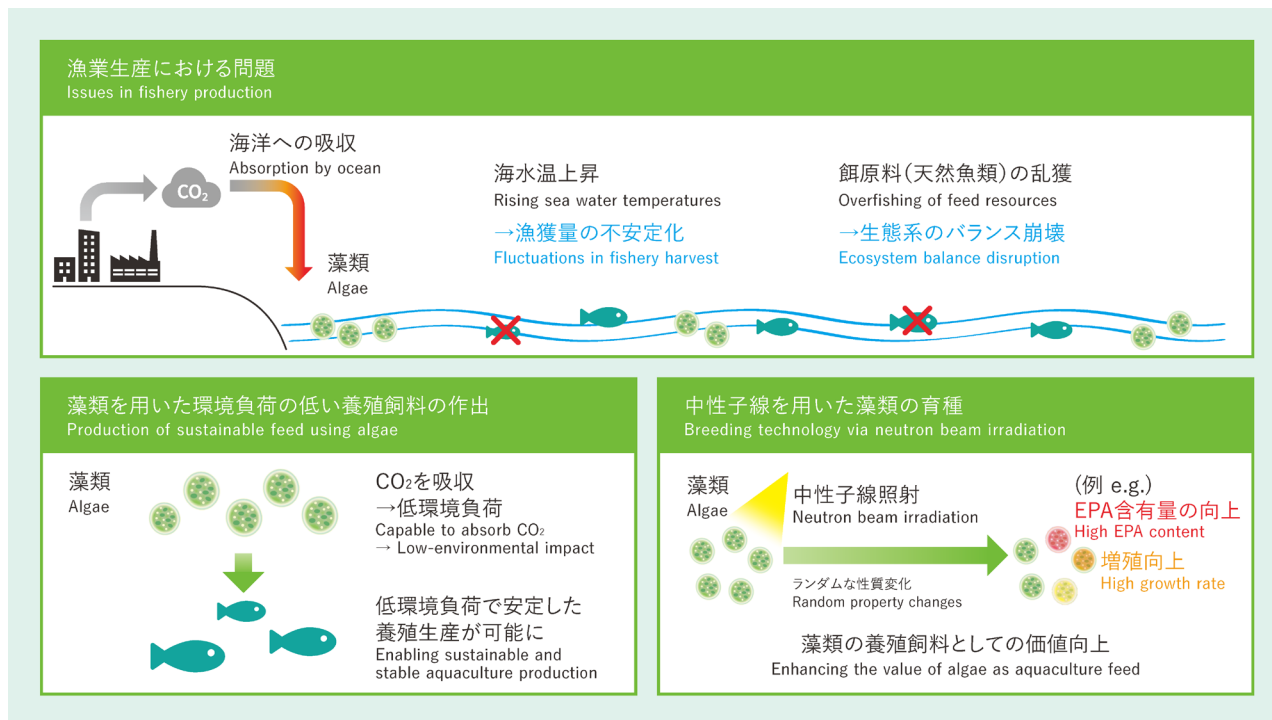 漁業生産における問題
Issues in fishery production
海洋への吸収
Absorption by ocean
CO₂
藻類
Algae
海水温上昇
Rising sea water temperatures
→漁獲量の不安定化
Fluctuations in fishery harvest
餌原料(天然魚類)の乱獲
Overfishing of feed resources
→生態系のバランス崩壊
Ecosystem balance disruption
藻類を用いた環境負荷の低い養殖飼料の作出
Production of sustainable feed using algae
藻類
Algae
CO₂を吸収
→低環境負荷
Capable to absorb CO₂
→ Low-environmental impact
低環境負荷で安定した
養殖生産が可能に
Enabling sustainable and
stable aquaculture production
中性子線を用いた藻類の育種
Breeding technology via neutron beam irradiation
藻類
Algae
中性子線照射
Neutron beam irradiation
ランダムな性質変化
Random property changes
(例 e.g.)
EPA含有量の向上
High EPA content
増殖向上
High growth rate
藻類の養殖飼料としての価値向上
Enhancing the value of algae as aquaculture feed